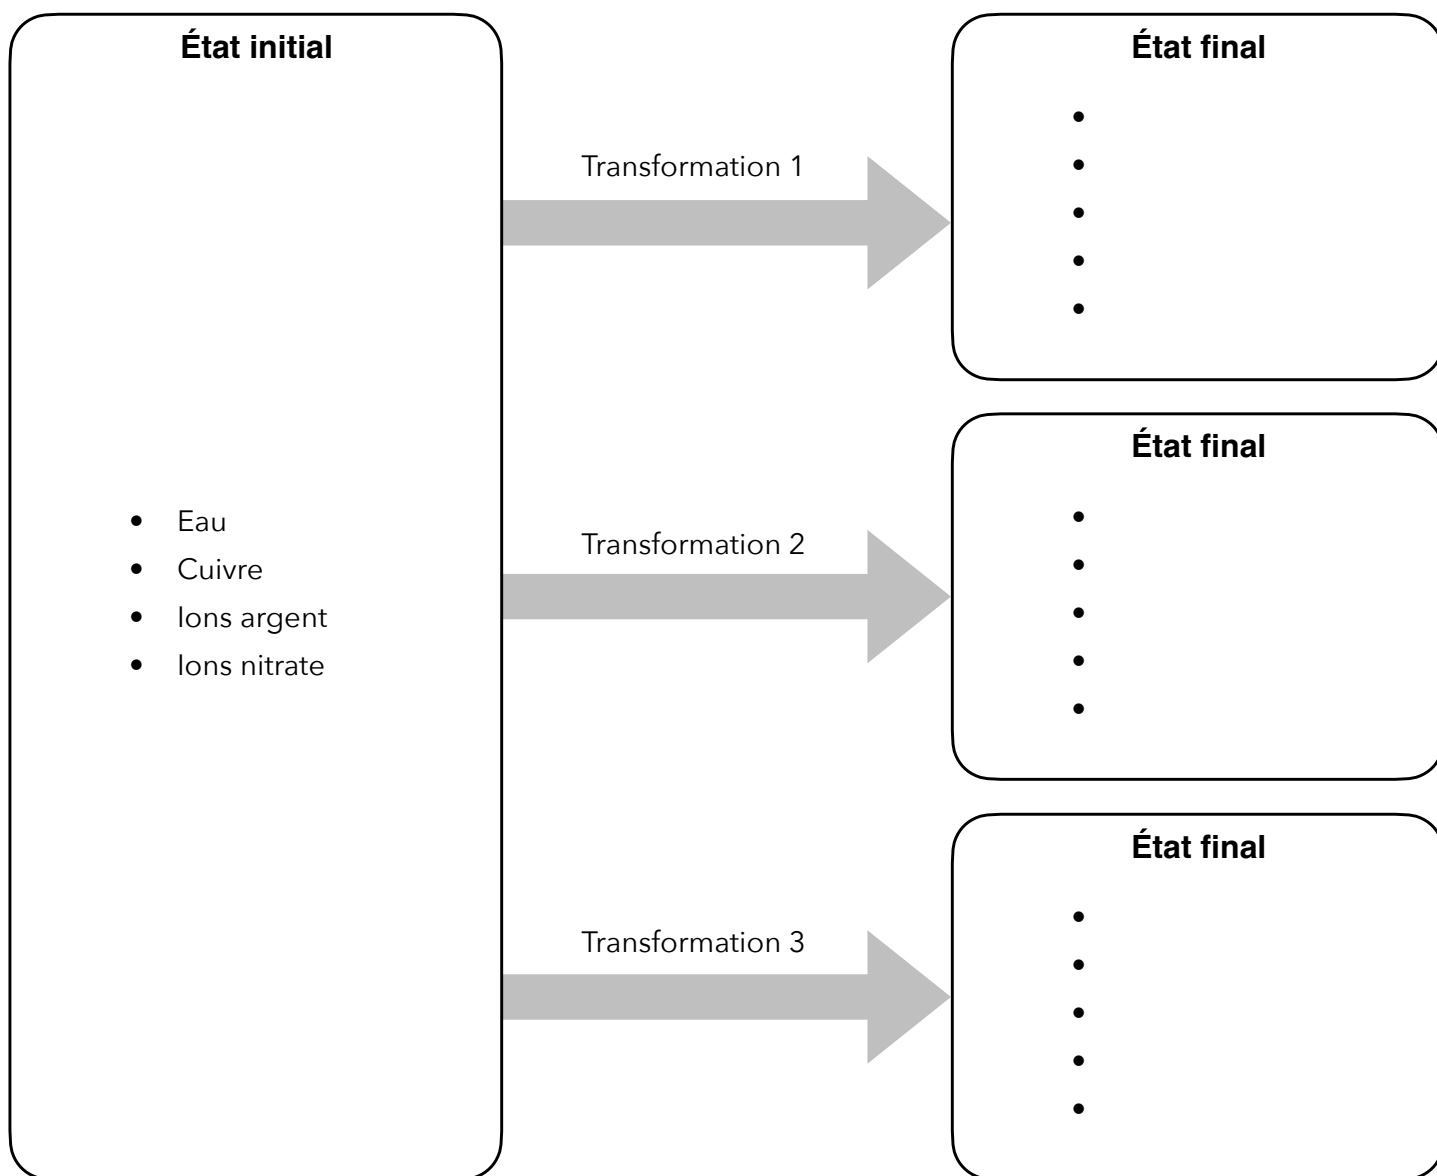 État initial
• Eau
• Cuivre
• Ions argent
• Ions nitrate
Transformation 1
État final
•
•
•
•
•
Transformation 2
État final
•
•
•
•
•
Transformation 3
État final
•
•
•
•
•